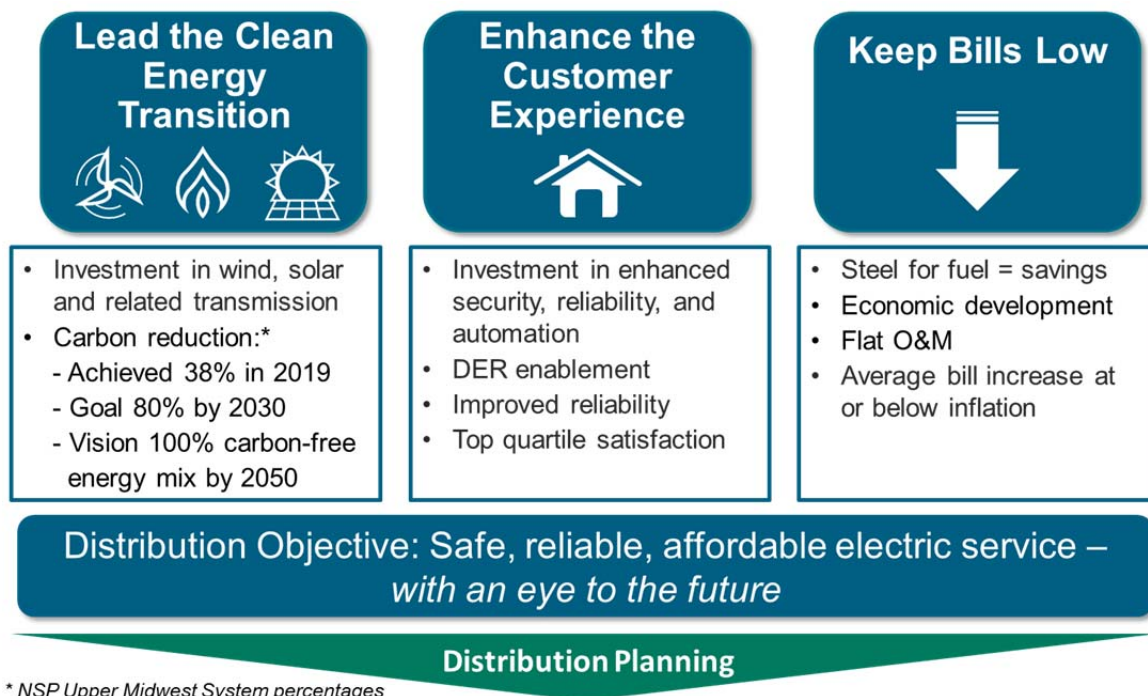 Lead the Clean
Energy
Transition
Enhance the
Customer
Experience
Keep Bills Low
• Investment in wind, solar
and related transmission
• Carbon reduction:*
- Achieved 38% in 2019
- Goal 80% by 2030
- Vision 100% carbon-free
energy mix by 2050
• Investment in enhanced
security, reliability, and
automation
• DER enablement
• Improved reliability
• Top quartile satisfaction
• Steel for fuel = savings
• Economic development
• Flat O&M
• Average bill increase at
or below inflation
Distribution Objective: Safe, reliable, affordable electric service –
with an eye to the future
Distribution Planning
* NSP Upper Midwest System percentages